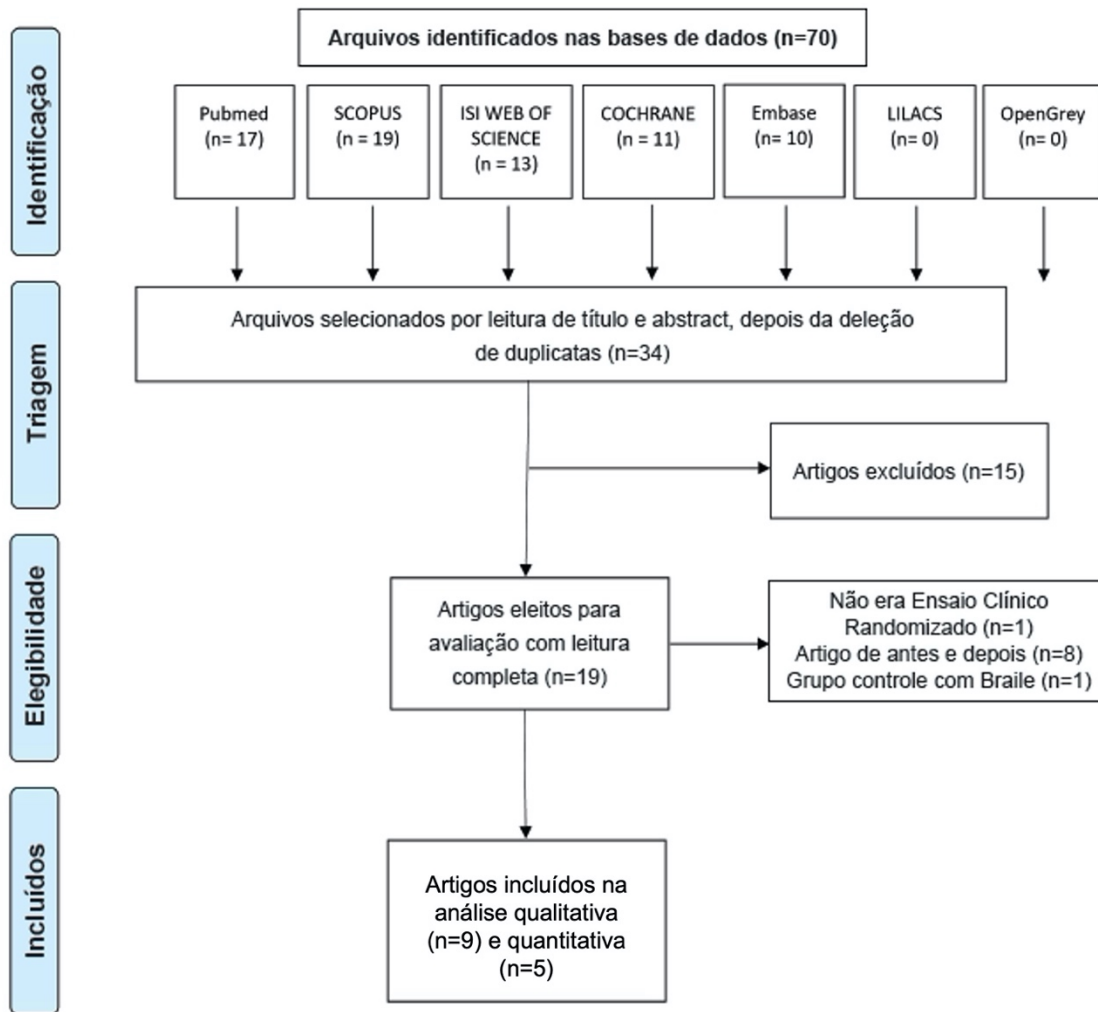 Identificação
Arquivos identificados nas bases de dados (n=70)
Pubmed
(n= 17)
SCOPUS
(n = 19)
ISI WEB OF
SCIENCE
(n = 13)
COCHRANE
(n = 11)
Embase
(n= 10)
LILACS
(n= 0)
OpenGrey
(n= 0)
Triagem
Arquivos selecionados por leitura de título e abstract, depois da deleção
de duplicatas (n=34)
Artigos excluídos (n=15)
Elegibilidade
Artigos eleitos para
avaliação com leitura
completa (n=19)
Não era Ensaio Clínico
Randomizado (n=1)
Artigo de antes e depois (n=8)
Grupo controle com Braile (n=1)
Incluídos
Artigos incluídos na
análise qualitativa
(n=9) e quantitativa
(n=5)